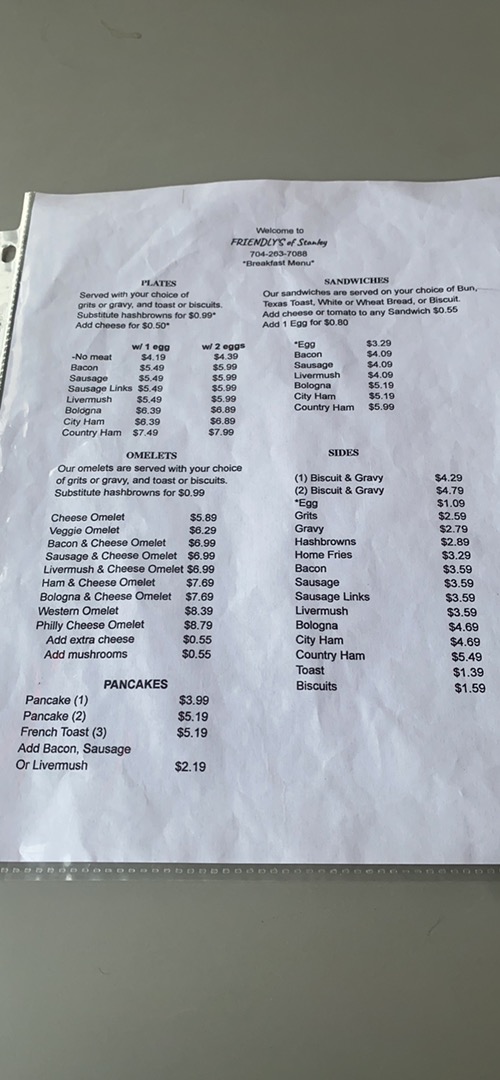 Welcome to
FRIENDLY'S of Stanley
704-263-7088
*Breakfast Menu*
PLATES
Served with your choice of
grits or gravy, and toast or biscuits.
Substitute hashbrowns for $0.99*
Add cheese for $0.50*
w/ 1 egg w/ 2 eggs
-No meat $4.19 $4.39
Bacon $5.49 $5.99
Sausage $5.49 $5.99
Sausage Links $5.49 $5.99
Livermush $5.49 $5.99
Bologna $6.39 $6.89
City Ham $6.39 $6.89
Country Ham $7.49 $7.99
OMELETS
Our omelets are served with your choice
of grits or gravy, and toast or biscuits.
Substitute hashbrowns for $0.99
Cheese Omelet $5.89
Veggie Omelet $6.29
Bacon & Cheese Omelet $6.99
Sausage & Cheese Omelet $6.99
Livermush & Cheese Omelet $6.99
Ham & Cheese Omelet $7.69
Bologna & Cheese Omelet $7.69
Western Omelet $8.39
Philly Cheese Omelet $8.79
Add extra cheese $0.55
Add mushrooms $0.55
PANCAKES
Pancake (1) $3.99
Pancake (2) $5.19
French Toast (3) $5.19
Add Bacon, Sausage
Or Livermush $2.19
SANDWICHES
Our sandwiches are served on your choice of Bun,
Texas Toast, White or Wheat Bread, or Biscuit.
Add cheese or tomato to any Sandwich $0.55
Add 1 Egg for $0.80
*Egg $3.29
Bacon $4.09
Sausage $4.09
Livermush $4.09
Bologna $5.19
City Ham $5.19
Country Ham $5.99
SIDES
(1) Biscuit & Gravy $4.29
(2) Biscuit & Gravy $4.79
*Egg $1.09
Grits $2.59
Gravy $2.79
Hashbrowns $2.89
Home Fries $3.29
Bacon $3.59
Sausage $3.59
Sausage Links $3.59
Livermush $3.59
Bologna $4.69
City Ham $4.69
Country Ham $5.49
Toast $1.39
Biscuits $1.59